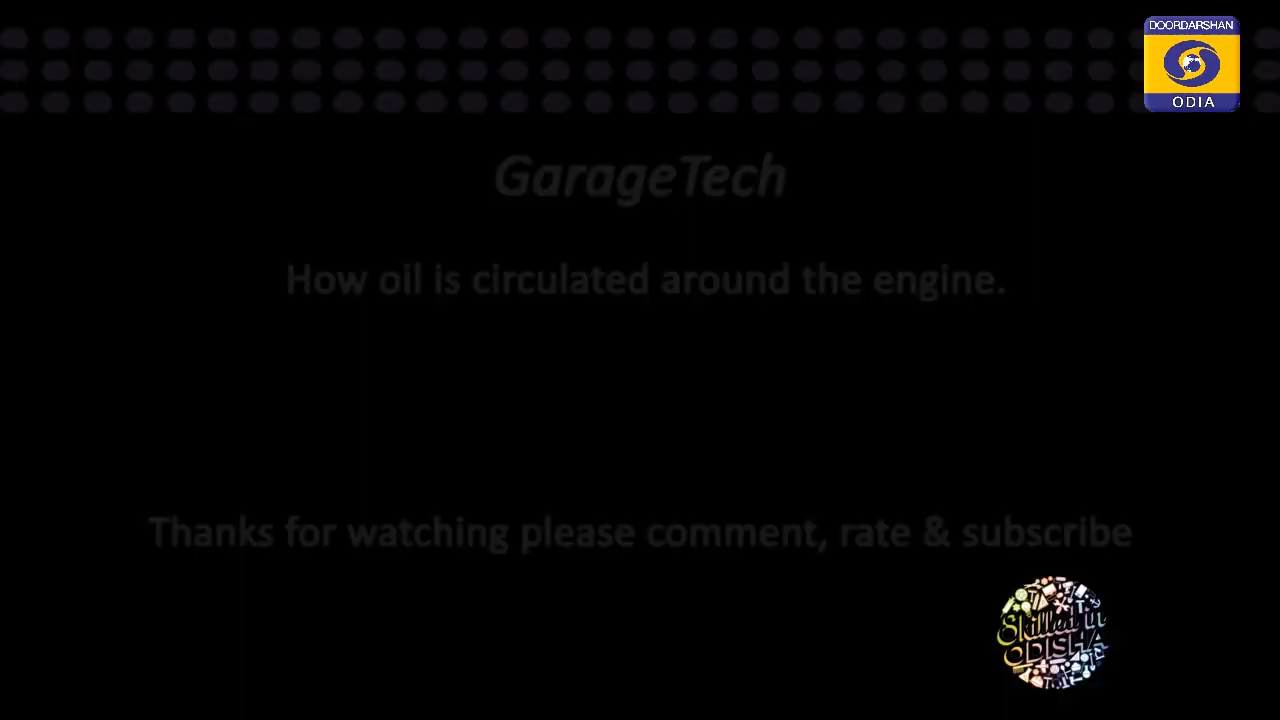 DOORDARSHAN
ODIA
GarageTech
How oil is circulated around the engine.
Thanks for watching please comment, rate & subscribe
Skilled in
ODISHA